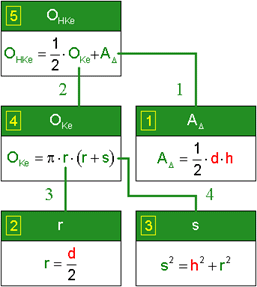 5 O_HKe
O_HKe = 1/2 · O_Ke + A_Δ
2 1
4 O_Ke
O_Ke = π · r · (r + s)
1 A_Δ
A_Δ = 1/2 · d · h
3 4
2 r
r = d/2
3 s
s² = h² + r²